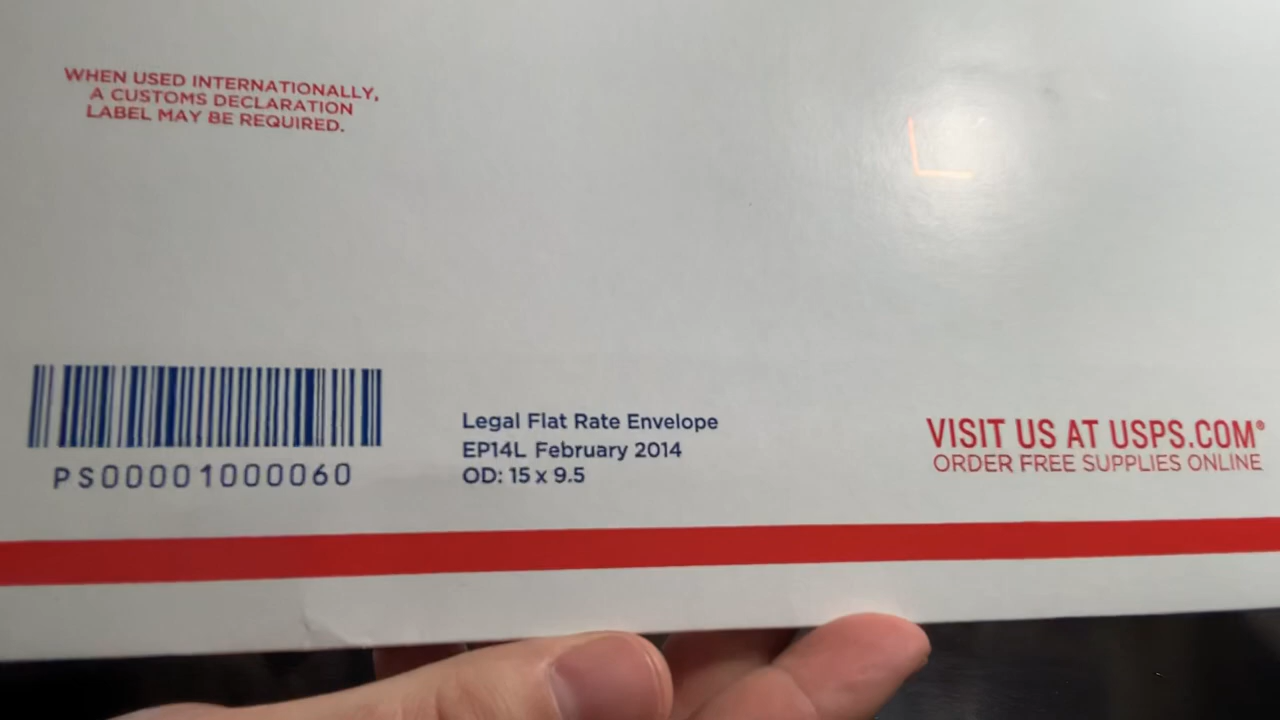 WHEN USED INTERNATIONALLY,
A CUSTOMS DECLARATION
LABEL MAY BE REQUIRED.
PS00001000060
Legal Flat Rate Envelope
EP14L February 2014
OD: 15 x 9.5
VISIT US AT USPS.COM®
ORDER FREE SUPPLIES ONLINE